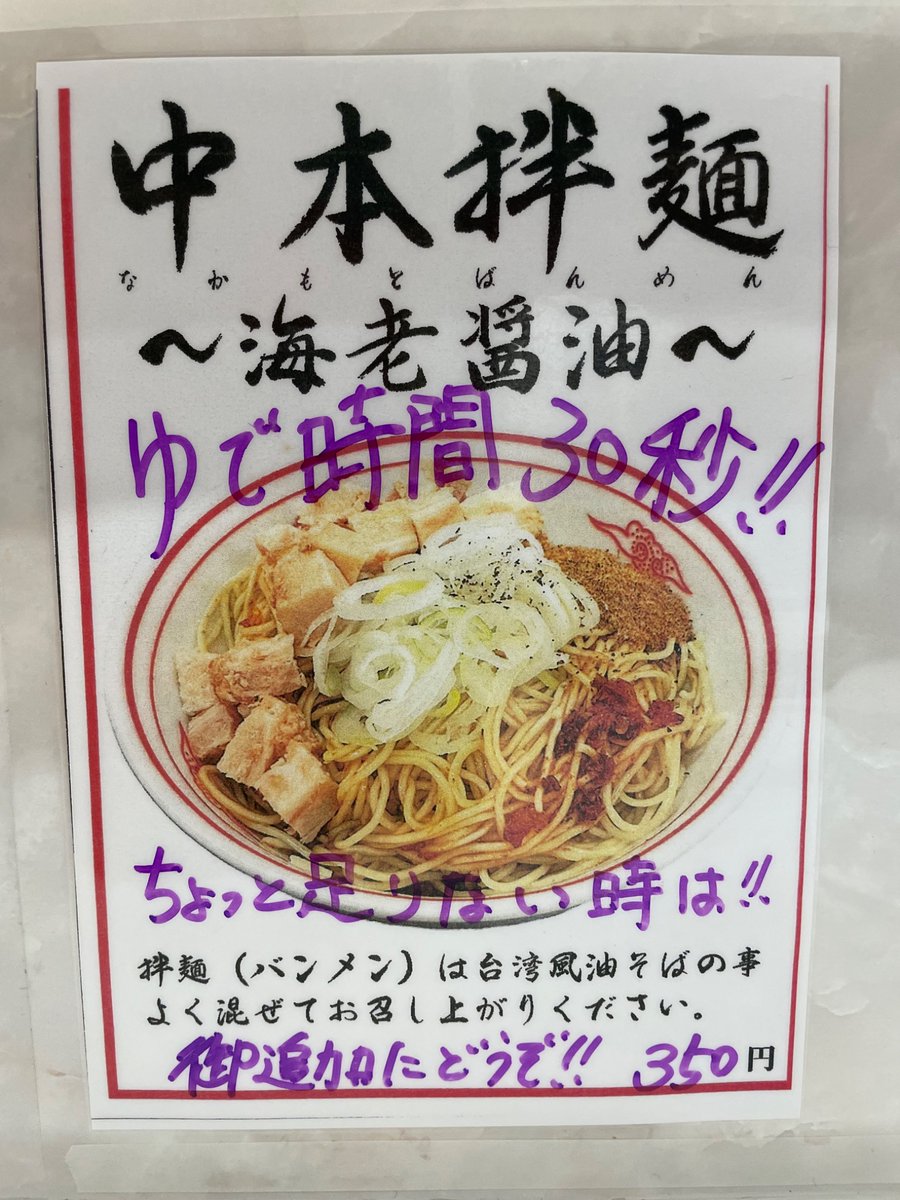 中本拌麺
なかもとばんめん
〜海老醤油〜
ゆで時間30秒!!
ちょっと足りない時は!!
拌麺（バンメン）は台湾風油そばの事
よく混ぜてお召し上がりください。
御追加にどうぞ!! 350円